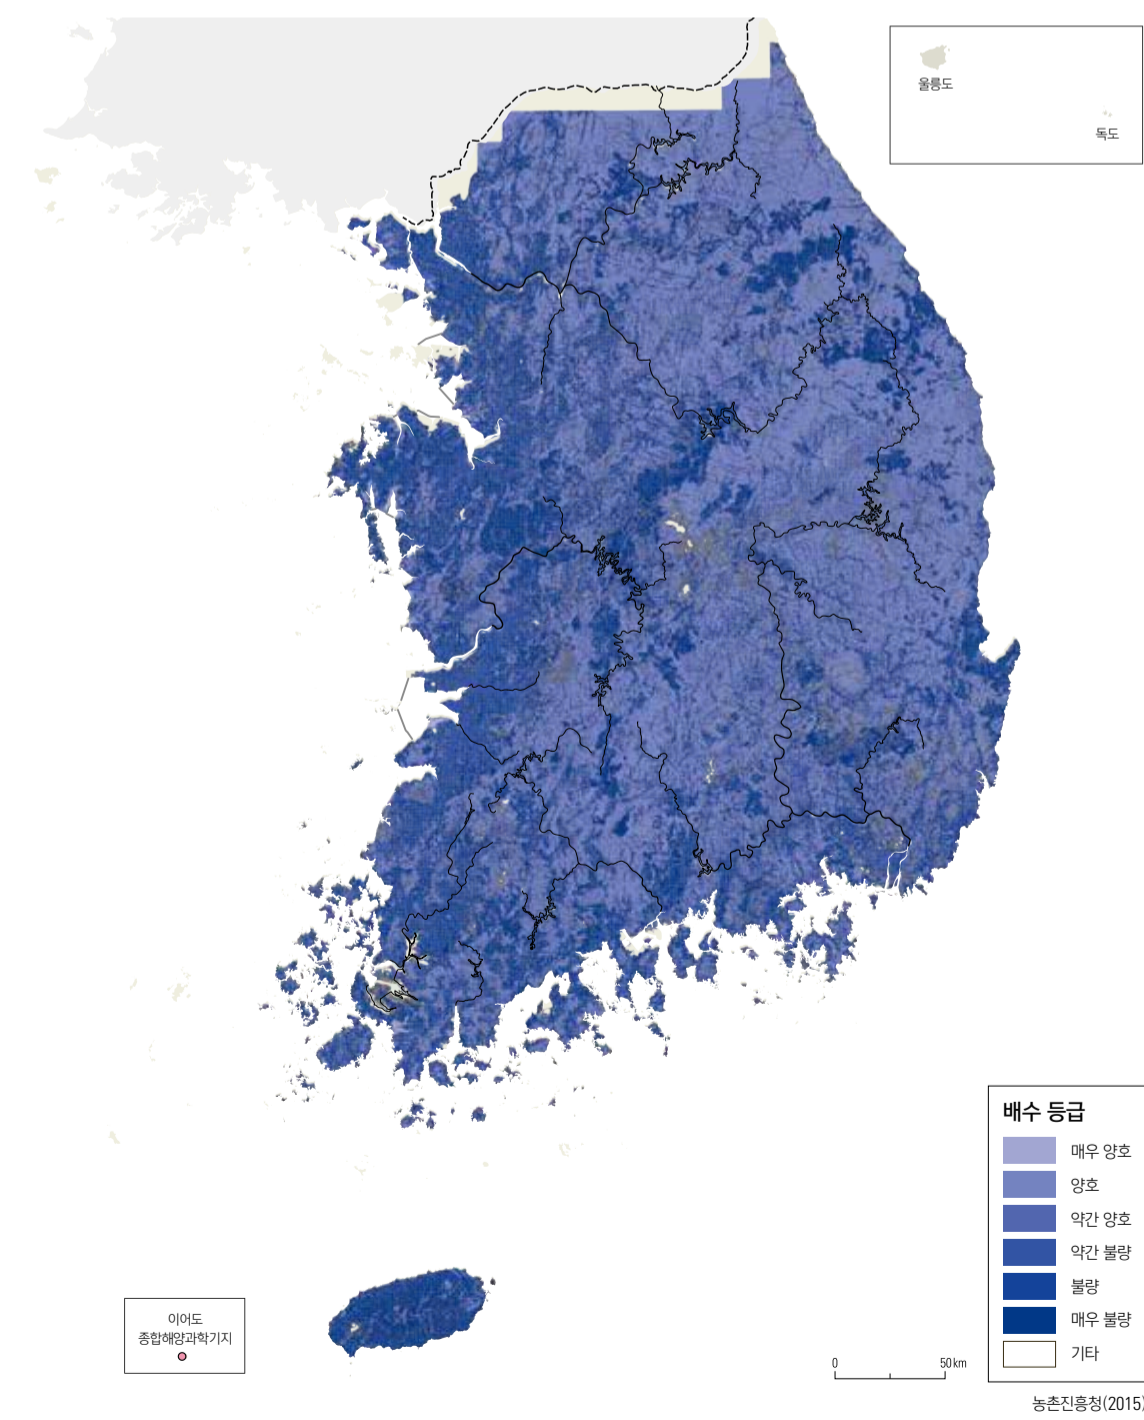 울릉도
독도
배수 등급
매우 양호
양호
약간 양호
약간 불량
불량
매우 불량
기타
이어도
종합해양과학기지
0 50 km
농촌진흥청(2015)